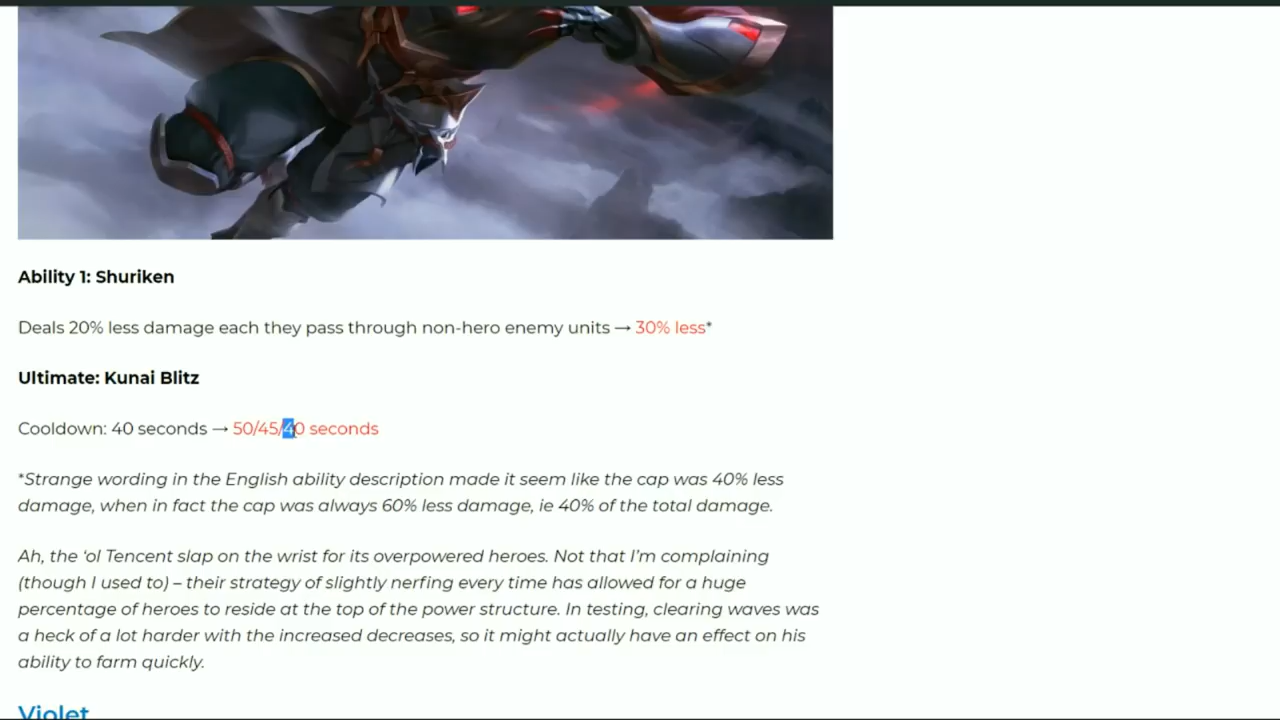 Ability 1: Shuriken
Deals 20% less damage each they pass through non-hero enemy units → 30% less*
Ultimate: Kunai Blitz
Cooldown: 40 seconds → 50/45/40 seconds
*Strange wording in the English ability description made it seem like the cap was 40% less
damage, when in fact the cap was always 60% less damage, ie 40% of the total damage.
Ah, the ‘ol Tencent slap on the wrist for its overpowered heroes. Not that I’m complaining
(though I used to) – their strategy of slightly nerfing every time has allowed for a huge
percentage of heroes to reside at the top of the power structure. In testing, clearing waves was
a heck of a lot harder with the increased decreases, so it might actually have an effect on his
ability to farm quickly.
Violet